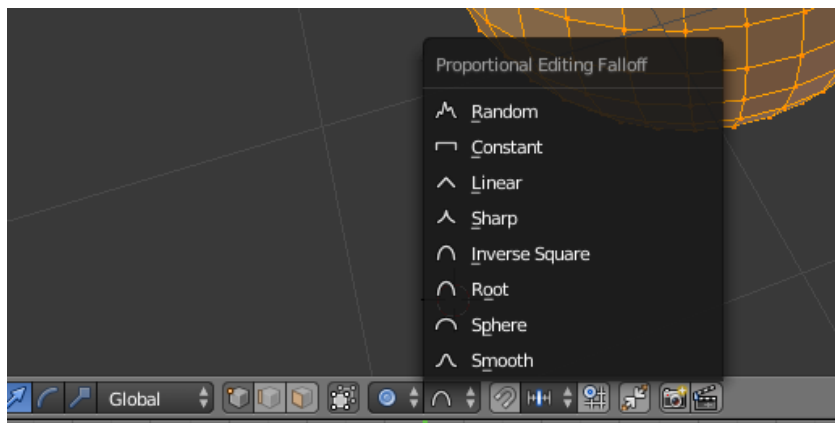 Proportional Editing Falloff
Random
Constant
Linear
Sharp
Inverse Square
Root
Sphere
Smooth
Global